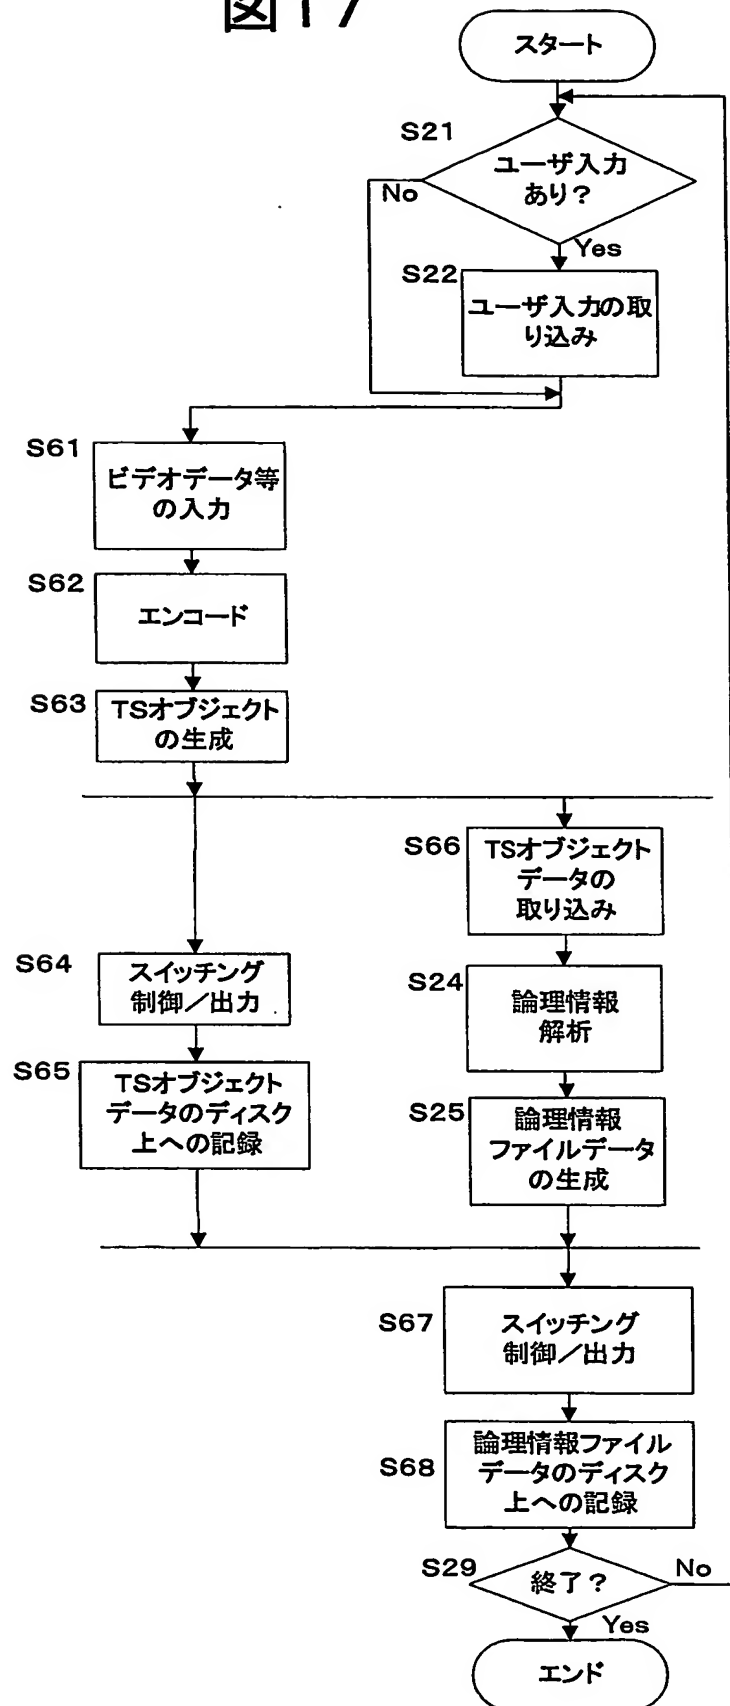 図17
スタート
S21
ユーザ入力
あり？
No
Yes
S22
ユーザ入力の取
り込み
S61
ビデオデータ等
の入力
S62
エンコード
S63
TSオブジェクト
の生成
S66
TSオブジェクト
データの
取り込み
S64
スイッチング
制御／出力
S24
論理情報
解析
S65
TSオブジェクト
データのディスク
上への記録
S25
論理情報
ファイルデータ
の生成
S67
スイッチング
制御／出力
S68
論理情報ファイル
データのディスク
上への記録
S29
終了？
No
Yes
エンド